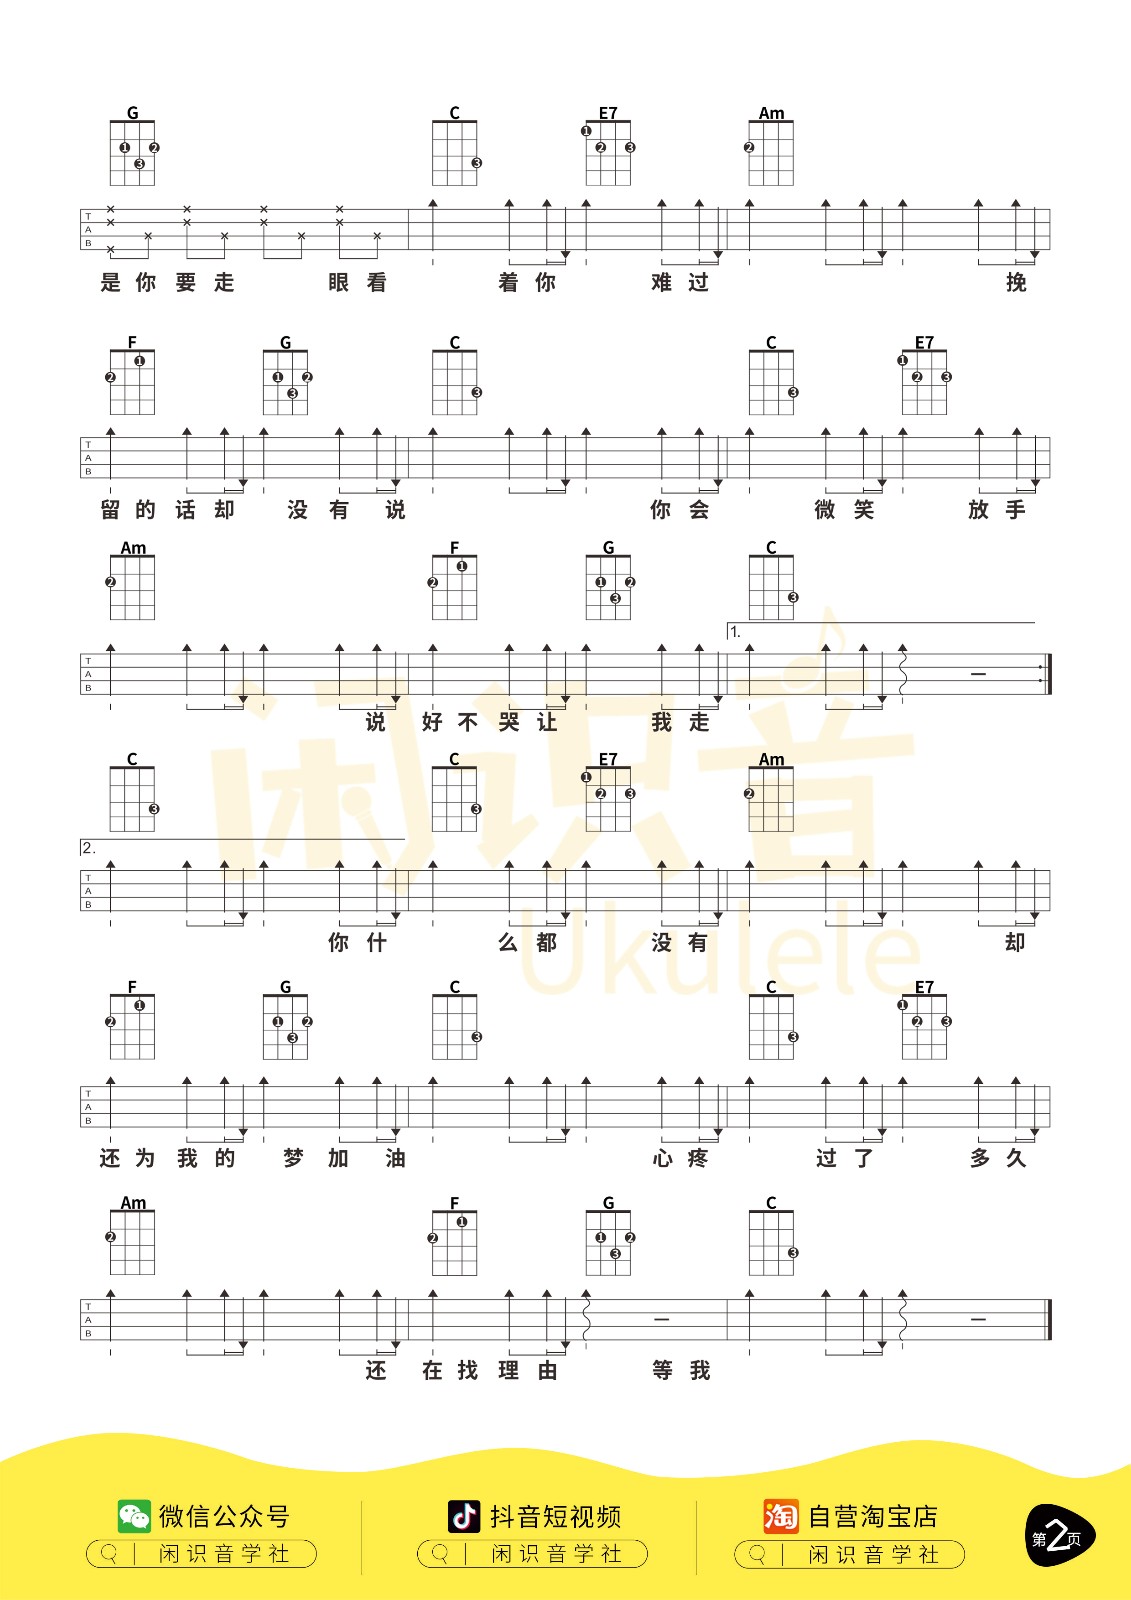 G C E7 Am
是你要走 眼看 着你 难过 挽
F G C C E7
留的话却 没有 说 你会 微笑 放手
Am F G C
1.
说 好不哭让 我走
C C E7 Am
2.
你什 么都 没有 却
F G C C E7
还为我的 梦加油 心疼 过了 多久
Am F G C
还 在找理由 等我
闲识音
Ukulele
微信公众号 抖音短视频 淘 自营淘宝店
闲识音学社 闲识音学社 闲识音学社
第2页